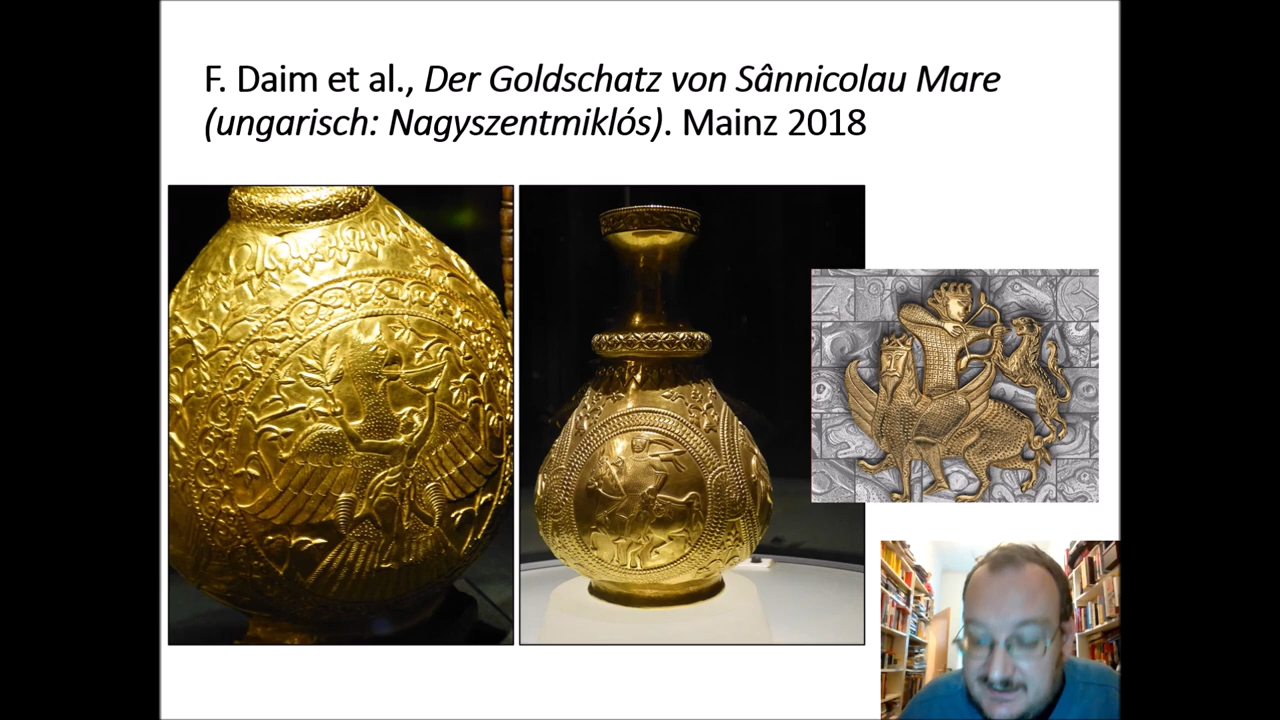 F. Daim et al., Der Goldschatz von Sânnicolau Mare
(ungarisch: Nagyszentmiklós). Mainz 2018